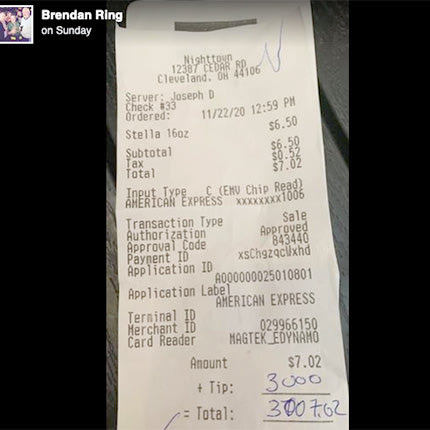 Brendan Ring
on Sunday
Nighttown
12387 CEDAR RD
Cleveland, OH 44106
Server: Joseph D
Check #33
Ordered: 11/22/20 12:59 PM
Stella 16oz $6.50
Subtotal $6.50
Tax $0.52
Total $7.02
Input Type C (EMV Chip Read)
AMERICAN EXPRESS xxxxxxxx1006
Transaction Type Sale
Authorization Approved
Approval Code 843440
Payment ID xsChgzqcWxhd
Application ID
A000000025010801
Application Label
AMERICAN EXPRESS
Terminal ID
Merchant ID 029966150
Card Reader MAGTEK_EDYNAMO
Amount $7.02
+ Tip: 3000
= Total: 3007.02